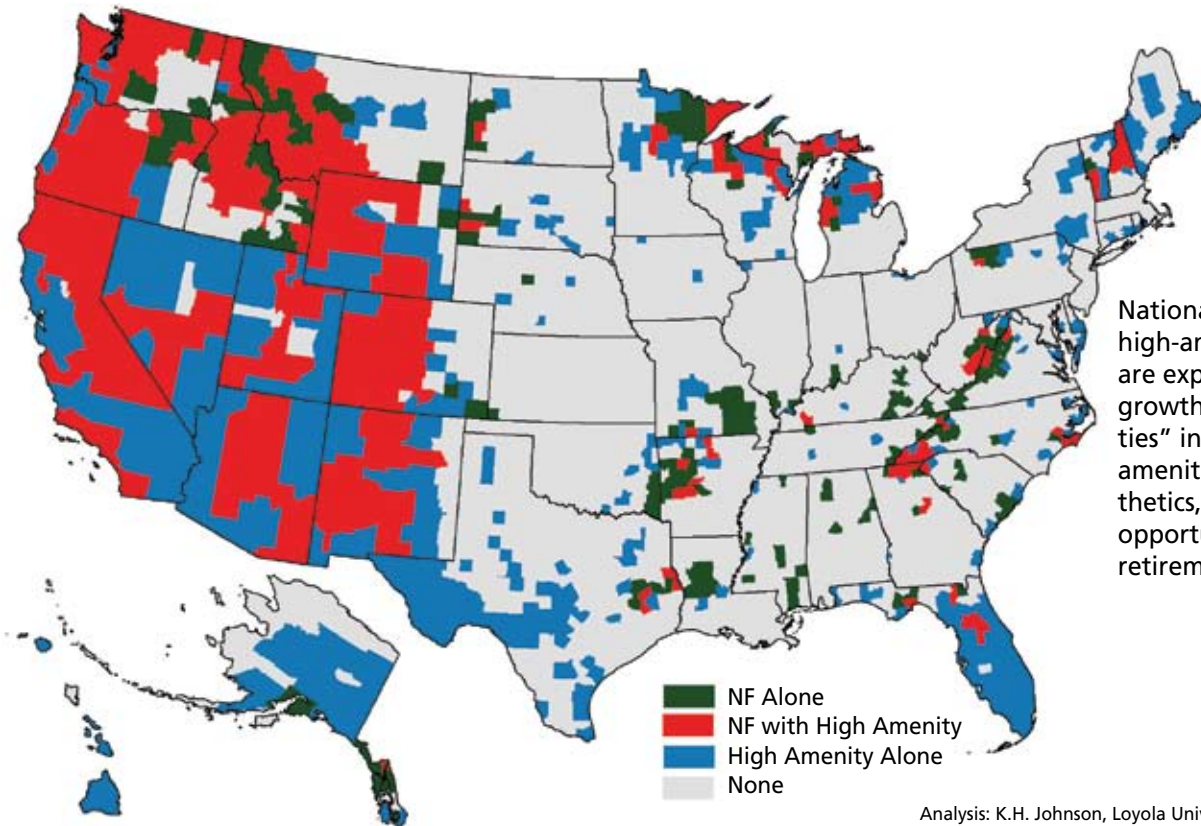 Nationa
high-a
are exp
growth
ties” in
amenit
thetics,
opport
retirem
NF Alone
NF with High Amenity
High Amenity Alone
None
Analysis: K.H. Johnson, Loyola Univ